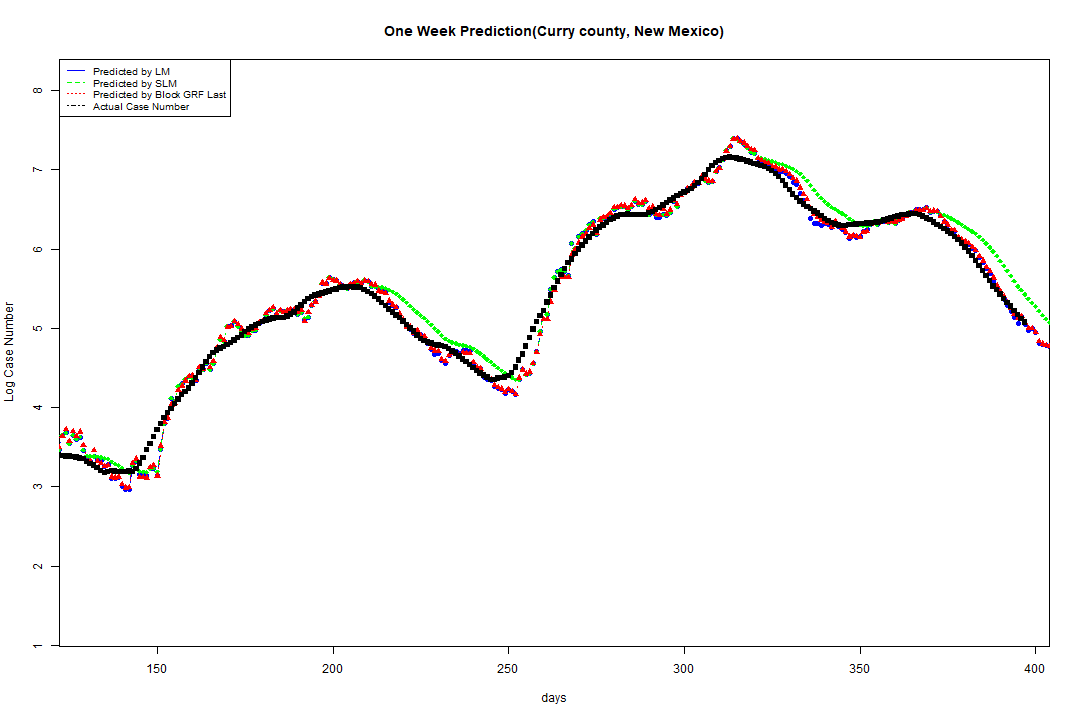 One Week Prediction(Curry county, New Mexico)
Predicted by LM
Predicted by SLM
Predicted by Block GRF Last
Actual Case Number
8
7
6
5
4
3
2
1
Log Case Number
150 200 250 300 350 400
days